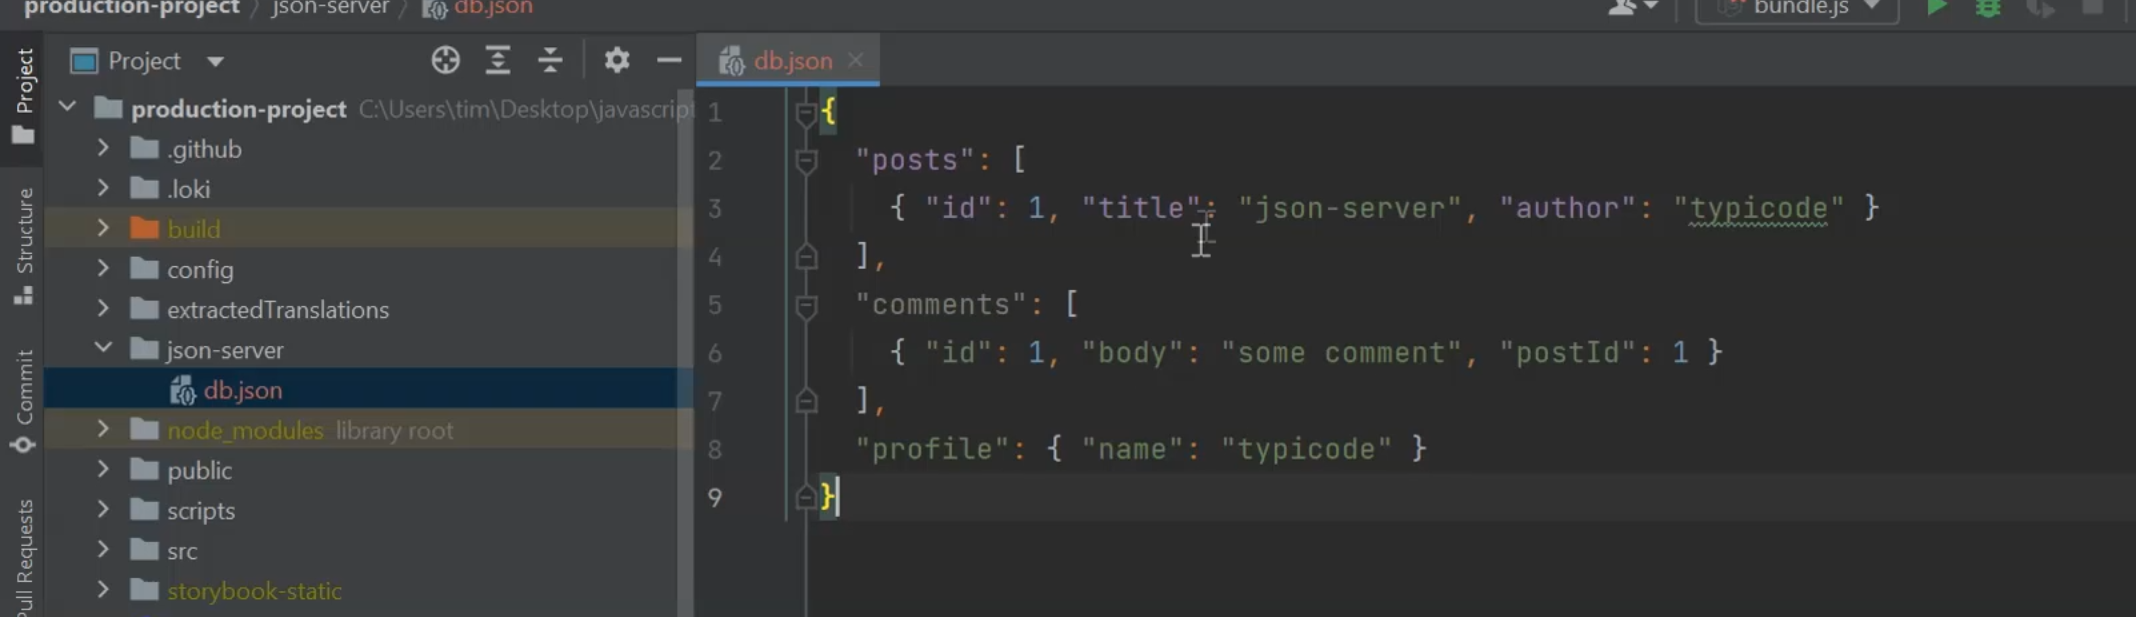 production-project json-server db.json
bundle.js
Project
Structure
Commit
Pull Requests
Project
production-project C:\Users\tim\Desktop\javascript
.github
.loki
build
config
extractedTranslations
json-server
db.json
node_modules library root
public
scripts
src
storybook-static
db.json
1 {
2 "posts": [
3 { "id": 1, "title": "json-server", "author": "typicode" }
4 ],
5 "comments": [
6 { "id": 1, "body": "some comment", "postId": 1 }
7 ],
8 "profile": { "name": "typicode" }
9 }